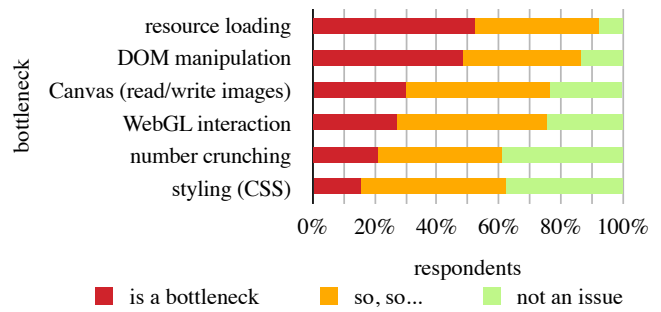 resource loading
DOM manipulation
Canvas (read/write images)
WebGL interaction
number crunching
styling (CSS)
bottleneck
0% 20% 40% 60% 80% 100%
respondents
is a bottleneck so, so... not an issue